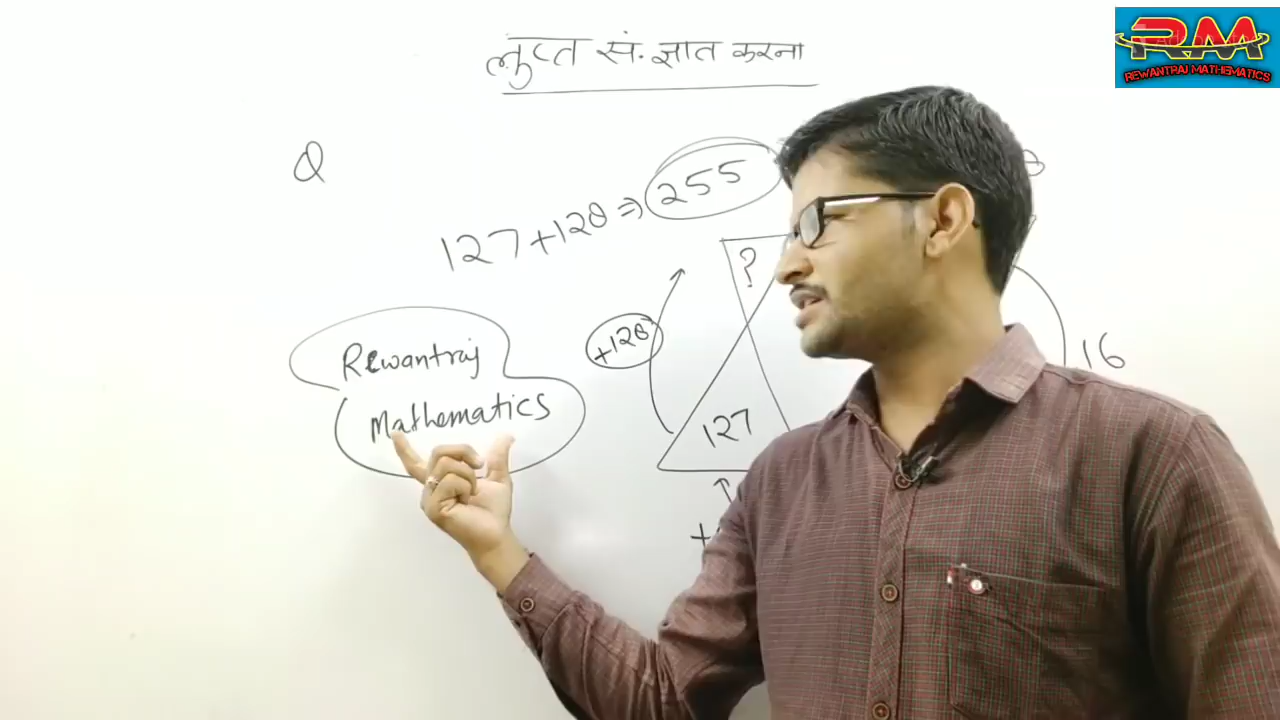 RM
REWANTRAJ MATHEMATICS
लुप्त सं. ज्ञात करना
Q
127+128⇒255
?
+128
Rewantraj
Mathematics
127
16